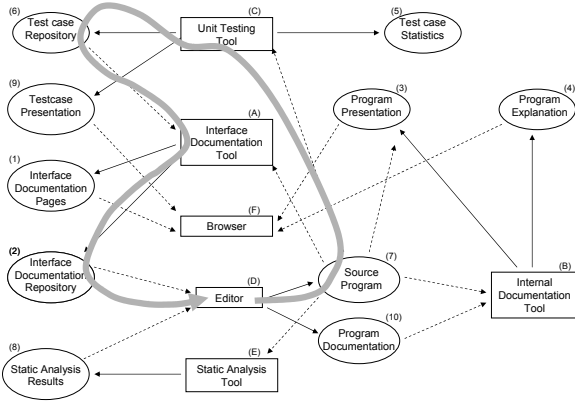 (6)
Test case
Repository
(C)
Unit Testing
Tool
(5)
Test case
Statistics
(9)
Testcase
Presentation
(A)
Interface
Documentation
Tool
(3)
Program
Presentation
(4)
Program
Explanation
(1)
Interface
Documentation
Pages
(F)
Browser
(2)
Interface
Documentation
Repository
(D)
Editor
(7)
Source
Program
(B)
Internal
Documentation
Tool
(10)
Program
Documentation
(8)
Static Analysis
Results
(E)
Static Analysis
Tool